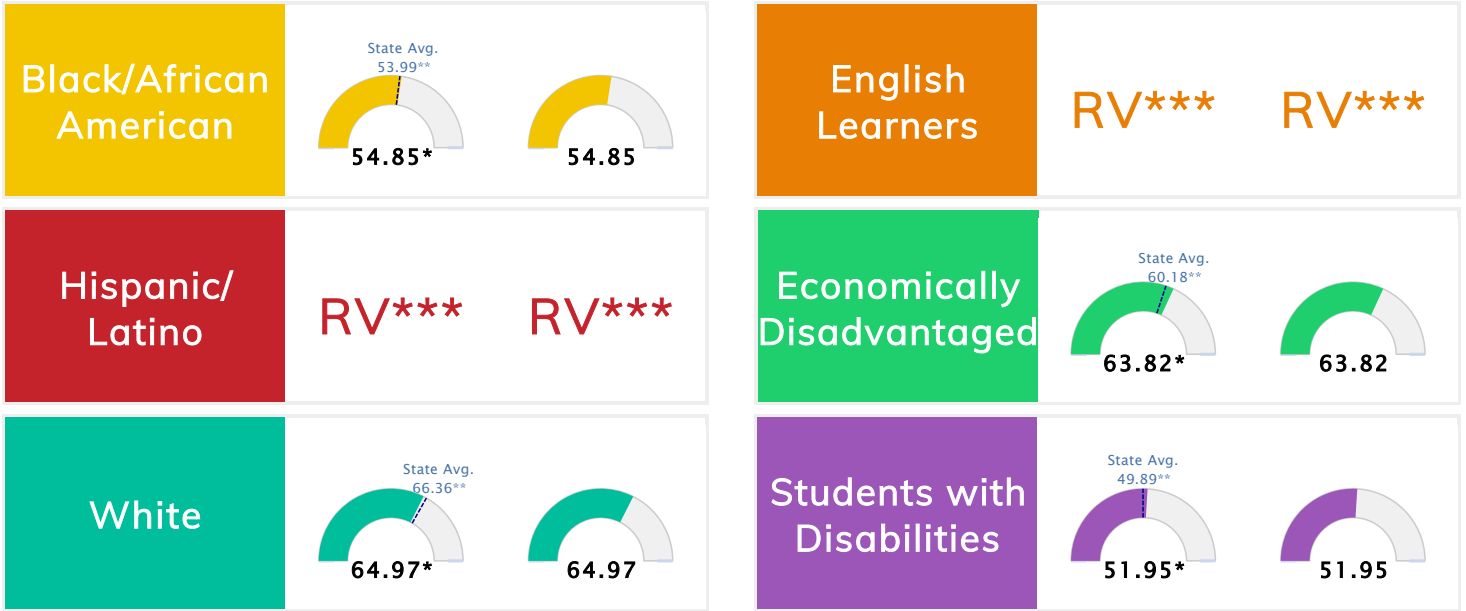 Black/African
American
State Avg.
53.99**
54.85*
54.85
English
Learners
RV***
RV***
Hispanic/
Latino
RV***
RV***
Economically
Disadvantaged
State Avg.
60.18**
63.82*
63.82
White
State Avg.
66.36**
64.97*
64.97
Students with
Disabilities
State Avg.
49.89**
51.95*
51.95